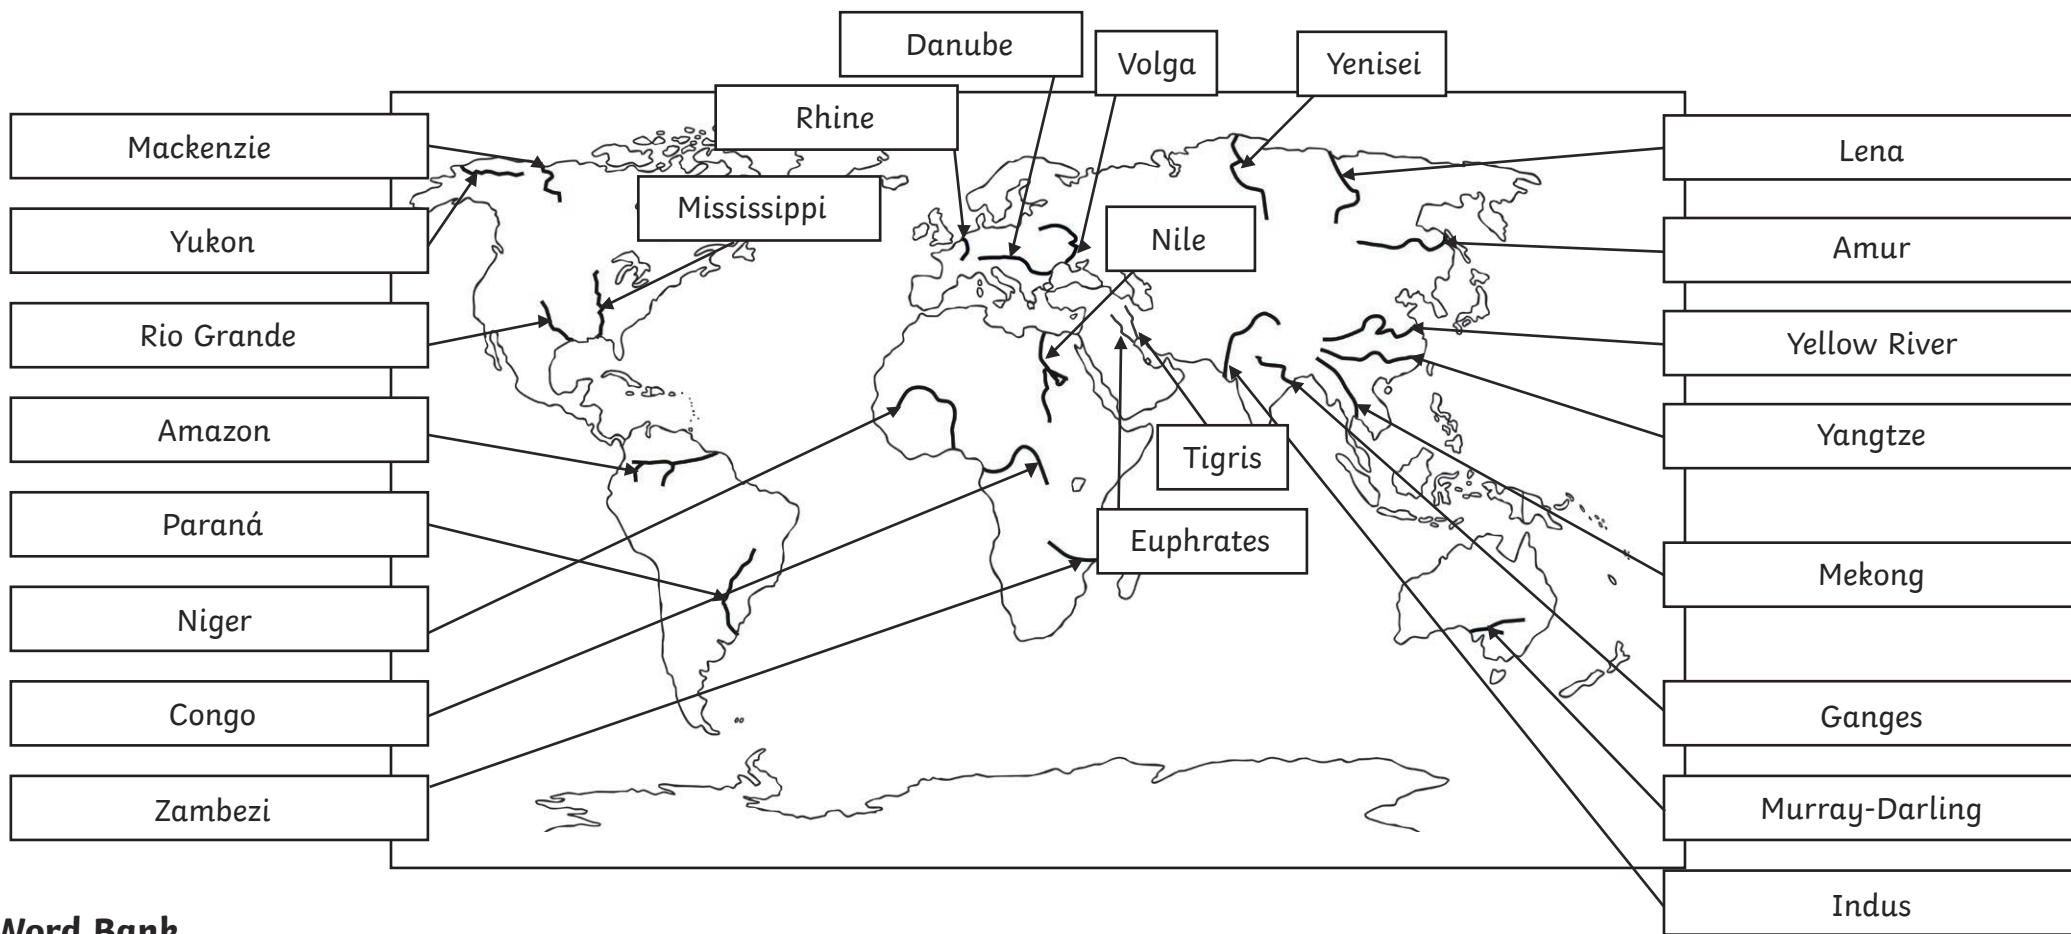 Danube
Volga
Yenisei
Rhine
Mackenzie
Lena
Mississippi
Yukon
Nile
Amur
Rio Grande
Yellow River
Amazon
Yangtze
Tigris
Paraná
Euphrates
Mekong
Niger
Congo
Ganges
Zambezi
Murray-Darling
Indus
Word Bank